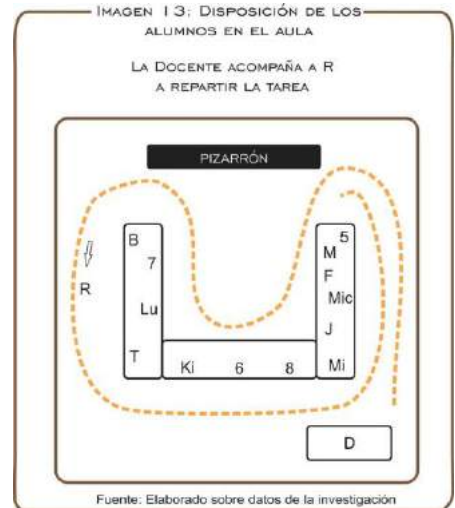 IMAGEN 13: DISPOSICIÓN DE LOS
ALUMNOS EN EL AULA
LA DOCENTE ACOMPAÑA A R
A REPARTIR LA TAREA
PIZARRÓN
B
7
Lu
T
R
Ki
6
8
5
M
F
Mic
J
Mi
D
Fuente: Elaborado sobre datos de la investigación